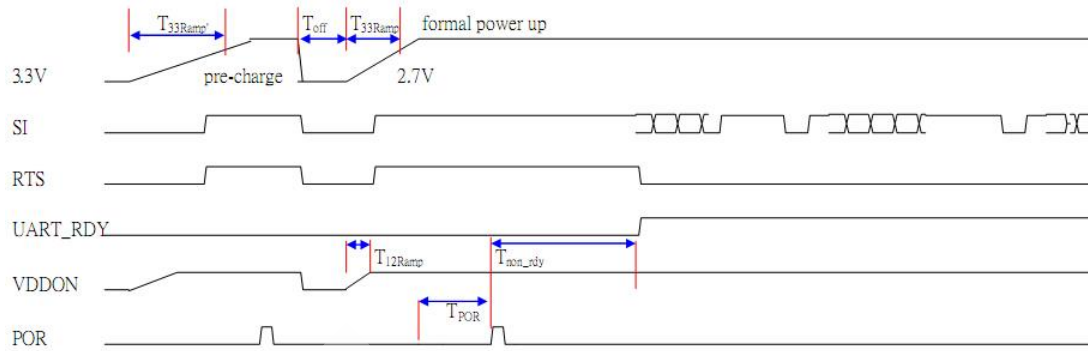 T33Ramp' Toff T33Ramp formal power up
3.3V pre-charge 2.7V
SI
RTS
UART_RDY
T12Ramp Tnon_rdy
VDDON
TPOR
POR